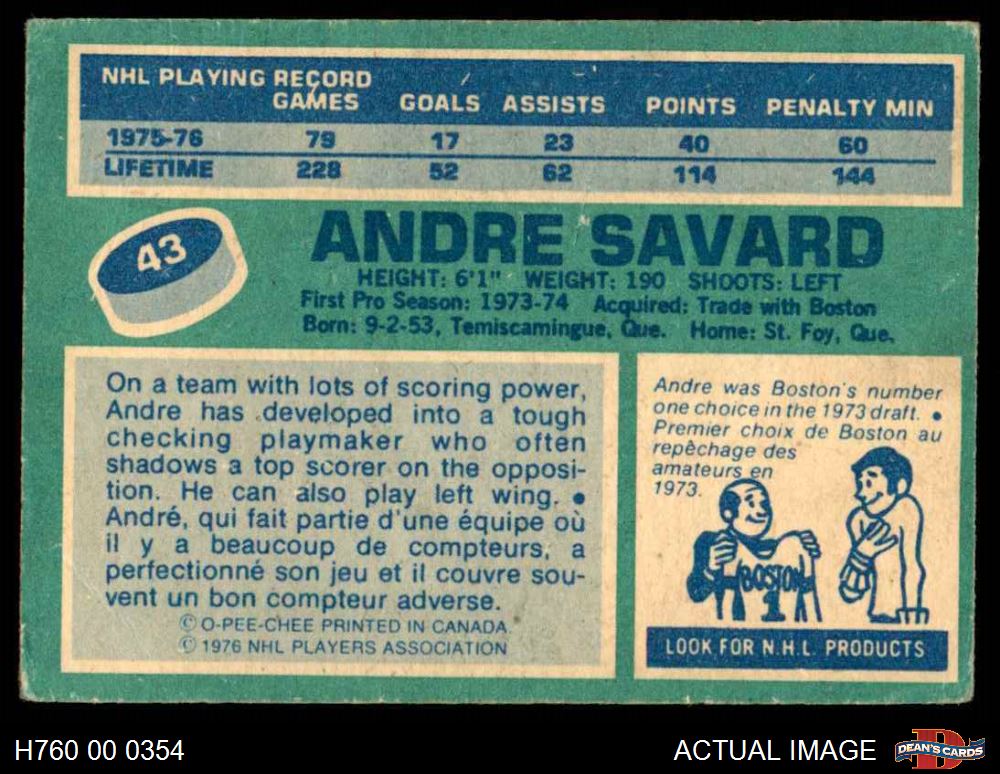 NHL PLAYING RECORD
GAMES GOALS ASSISTS POINTS PENALTY MIN
1975-76 79 17 23 40 60
LIFETIME 228 52 62 114 144
43
ANDRE SAVARD
HEIGHT: 6'1" WEIGHT: 190 SHOOTS: LEFT
First Pro Season: 1973-74 Acquired: Trade with Boston
Born: 9-2-53, Temiscamingue, Que. Home: St. Foy, Que.
On a team with lots of scoring power,
Andre has developed into a tough
checking playmaker who often
shadows a top scorer on the opposi-
tion. He can also play left wing. •
André, qui fait partie d'une équipe où
il y a beaucoup de compteurs, a
perfectionné son jeu et il couvre sou-
vent un bon compteur adverse.
© O-PEE-CHEE PRINTED IN CANADA.
© 1976 NHL PLAYERS ASSOCIATION
Andre was Boston's number
one choice in the 1973 draft. •
Premier choix de Boston au
repêchage des
amateurs en
1973.
BOSTON
1
LOOK FOR N.H.L. PRODUCTS
H760 00 0354
ACTUAL IMAGE
DEAN'S CARDS